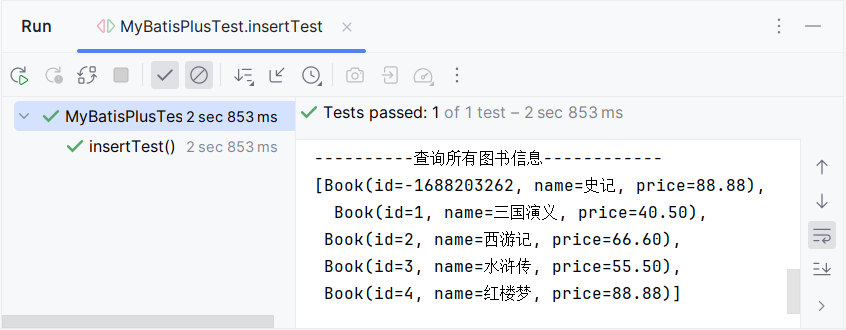 Run MyBatisPlusTest.insertTest
MyBatisPlusTes 2 sec 853 ms
insertTest() 2 sec 853 ms
Tests passed: 1 of 1 test – 2 sec 853 ms
----------查询所有图书信息------------
[Book(id=-1688203262, name=史记, price=88.88),
Book(id=1, name=三国演义, price=40.50),
Book(id=2, name=西游记, price=66.60),
Book(id=3, name=水浒传, price=55.50),
Book(id=4, name=红楼梦, price=88.88)]